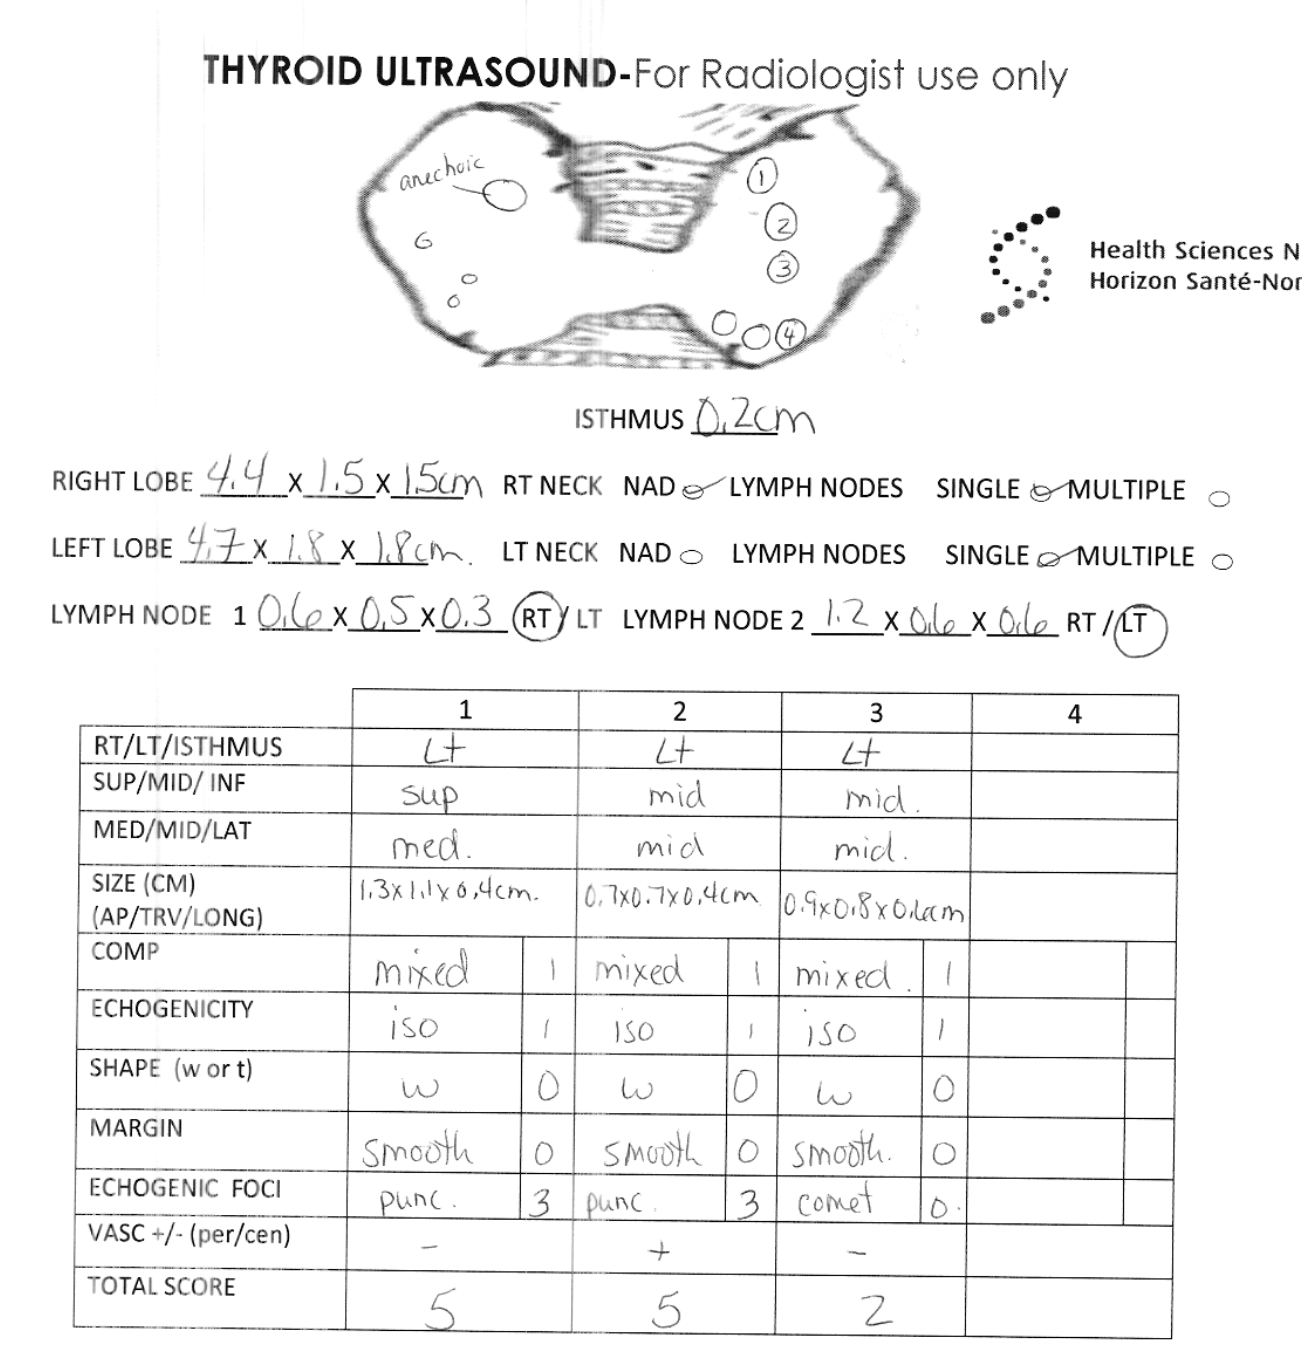 THYROID ULTRASOUND-For Radiologist use only
anechoic
1
2
3
4
Health Sciences N
Horizon Santé-Nor
ISTHMUS 0.2cm
RIGHT LOBE 4.4 X 1.5 X 1.5cm RT NECK NAD LYMPH NODES SINGLE MULTIPLE
LEFT LOBE 4.7 X 1.8 X 1.8cm. LT NECK NAD LYMPH NODES SINGLE MULTIPLE
LYMPH NODE 1 0.6 X 0.5 X 0.3 RT / LT LYMPH NODE 2 1.2 X 0.6 X 0.6 RT / LT
1 2 3 4
RT/LT/ISTHMUS Lt Lt Lt
SUP/MID/ INF sup mid mid.
MED/MID/LAT med. mid mid.
SIZE (CM) 1.3x1.1x0.4cm. 0.7x0.7x0.4cm 0.9x0.8x0.6cm
(AP/TRV/LONG)
COMP mixed 1 mixed 1 mixed. 1
ECHOGENICITY iso 1 iso 1 iso 1
SHAPE (w or t) w 0 w 0 w 0
MARGIN smooth 0 smooth 0 smooth. 0
ECHOGENIC FOCI punc. 3 punc. 3 comet 0.
VASC +/- (per/cen) - + -
TOTAL SCORE 5 5 2